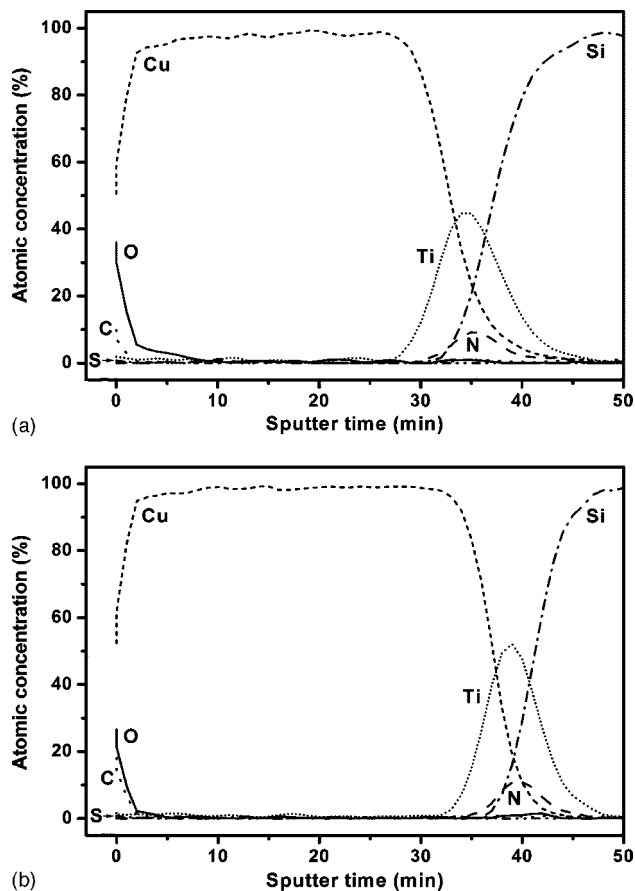 100
80
60
40
20
0
Atomic concentration (%)
Cu
Si
O
Ti
C
N
S
0 10 20 30 40 50
Sputter time (min)
(a)
100
80
60
40
20
0
Atomic concentration (%)
Cu
Si
O
Ti
C
N
S
0 10 20 30 40 50
Sputter time (min)
(b)